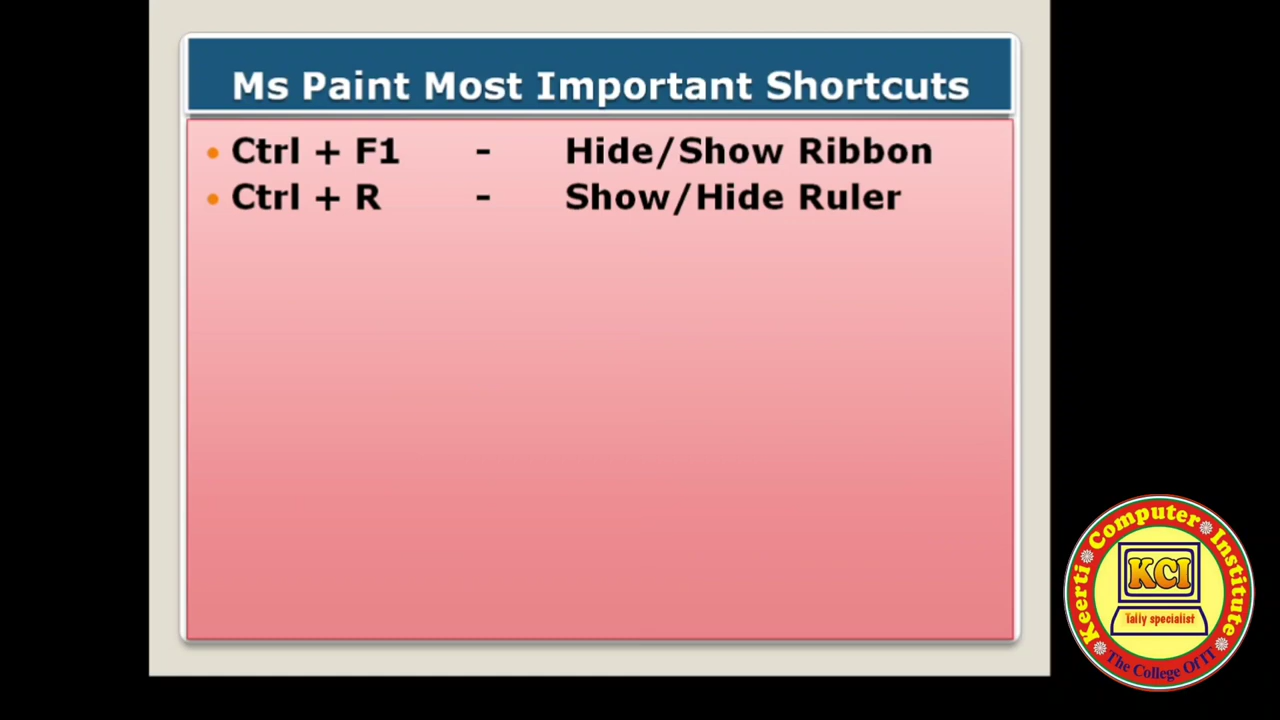 Ms Paint Most Important Shortcuts
• Ctrl + F1 - Hide/Show Ribbon
• Ctrl + R - Show/Hide Ruler
Keerti Computer Institute
KCI
Tally specialist
The College Of IT